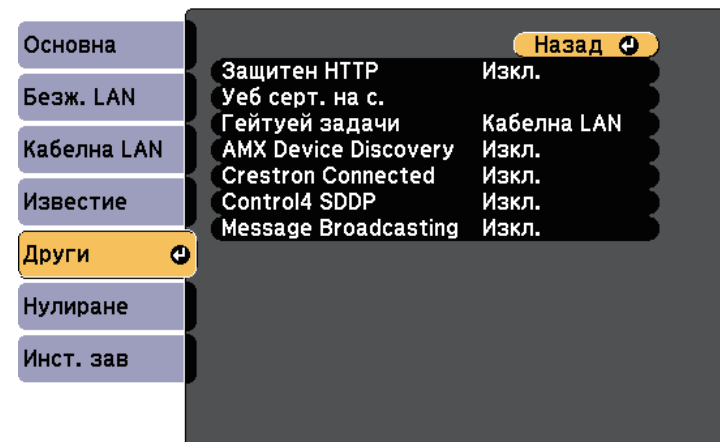 Основна
Безж. LAN
Кабелна LAN
Известие
Други
Нулиране
Инст. зав
Назад
Защитен HTTP Изкл.
Уеб серт. на с.
Гейтуей задачи Кабелна LAN
AMX Device Discovery Изкл.
Crestron Connected Изкл.
Control4 SDDP Изкл.
Message Broadcasting Изкл.